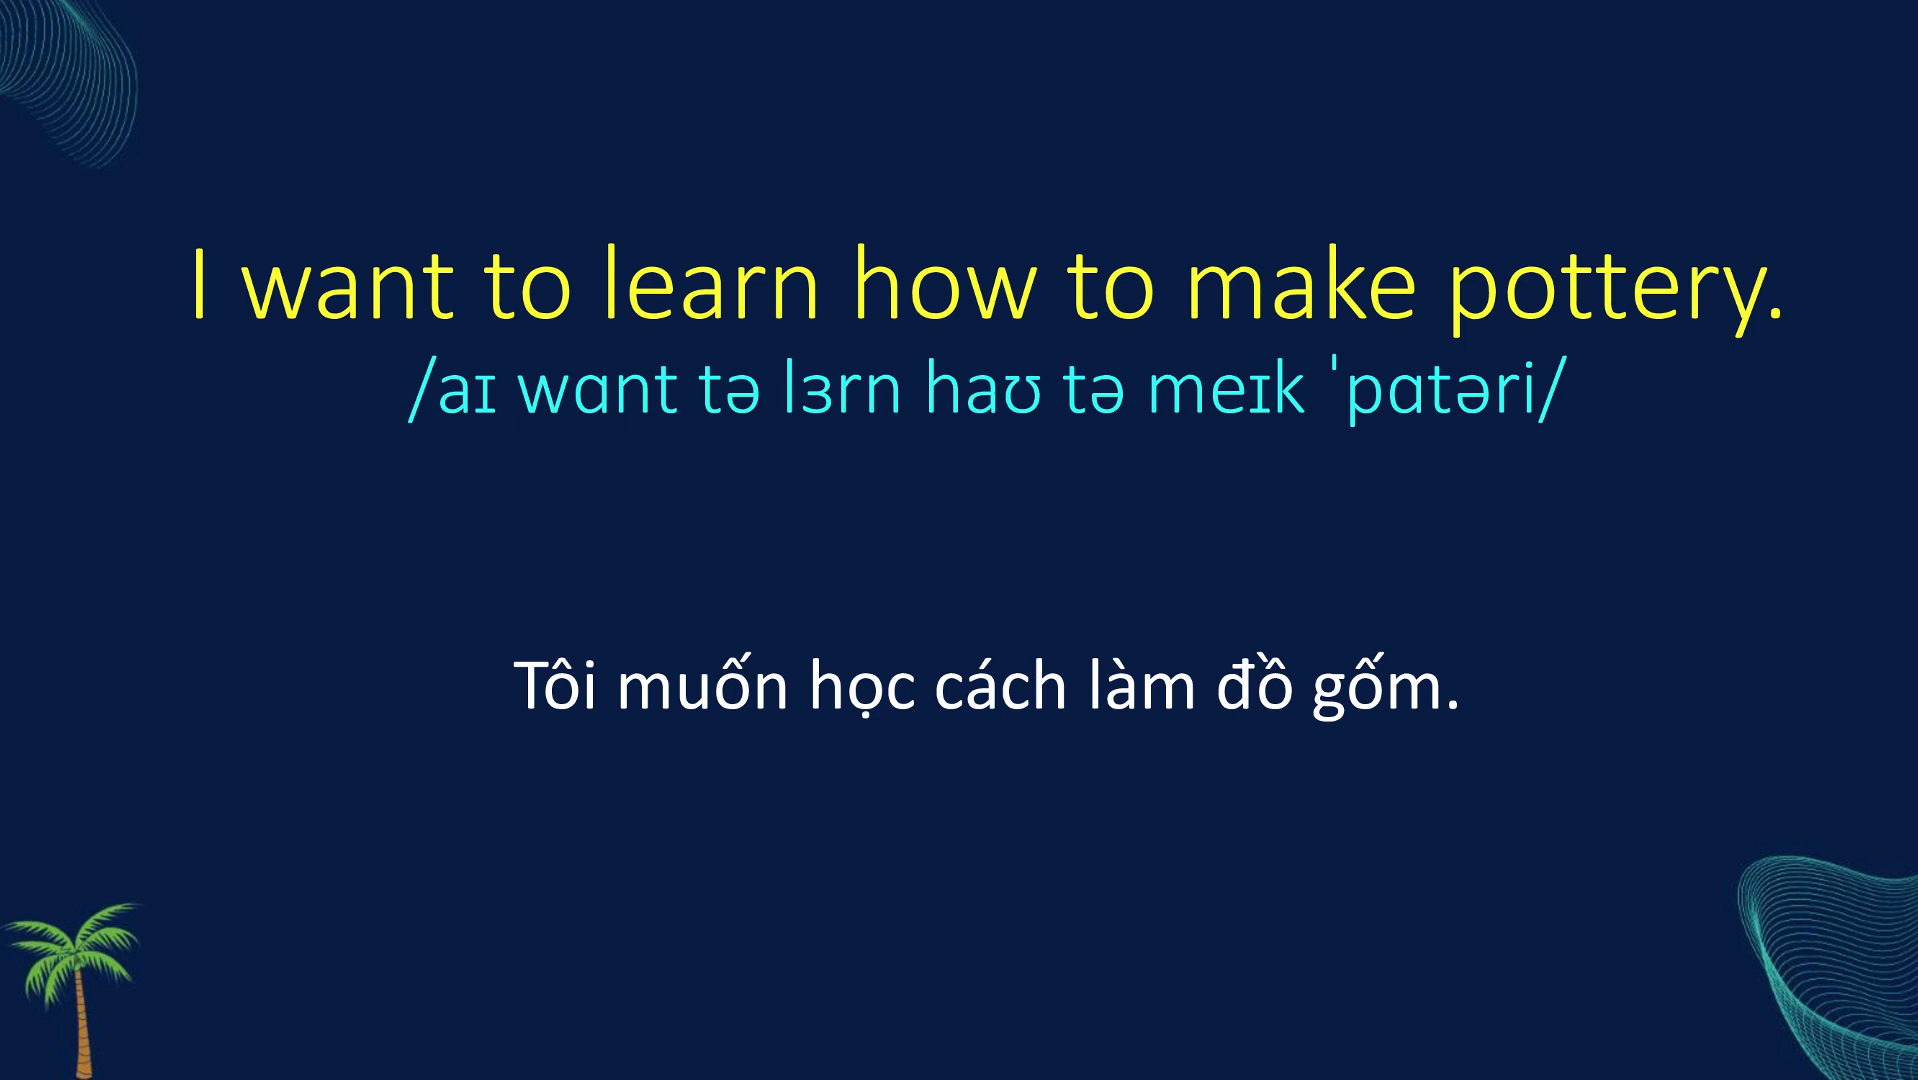 I want to learn how to make pottery.
/aɪ wɑnt tə lɜrn haʊ tə meɪk ˈpɑtəri/
Tôi muốn học cách làm đồ gốm.